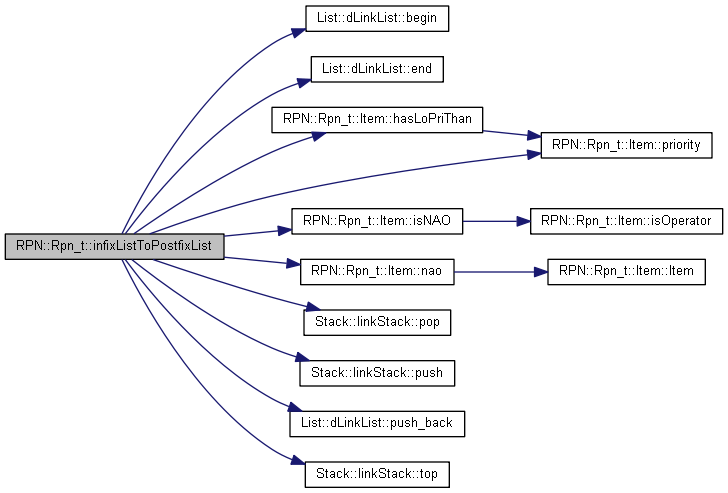 List::dLinkList::begin
List::dLinkList::end
RPN::Rpn_t::Item::hasLoPriThan
RPN::Rpn_t::Item::priority
RPN::Rpn_t::Item::isNAO
RPN::Rpn_t::Item::isOperator
RPN::Rpn_t::infixListToPostfixList
RPN::Rpn_t::Item::nao
RPN::Rpn_t::Item::Item
Stack::linkStack::pop
Stack::linkStack::push
List::dLinkList::push_back
Stack::linkStack::top